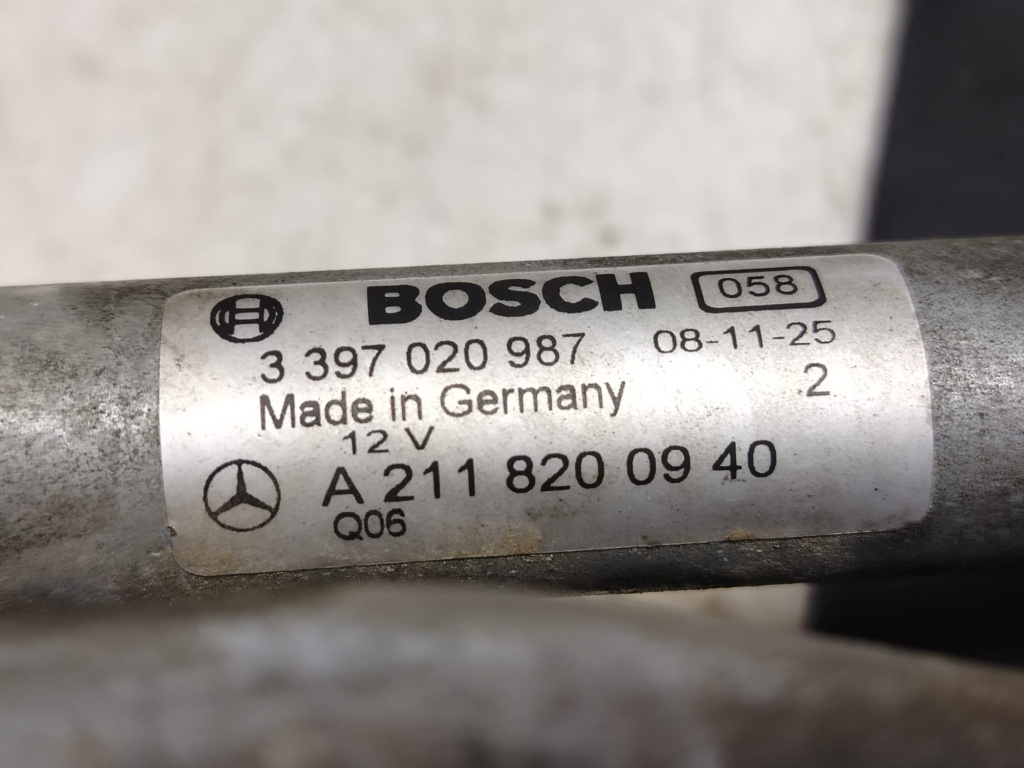 BOSCH 058
3 397 020 987 08-11-25
Made in Germany 2
12 V
A 211 820 09 40
Q06